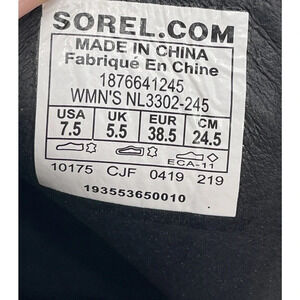 SOREL.COM
MADE IN CHINA
Fabriqué En Chine
1876641245
WMN'S NL3302-245
USA UK EUR CM
7.5 5.5 38.5 24.5
ECA-11
10175 CJF 0419 219
193553650010